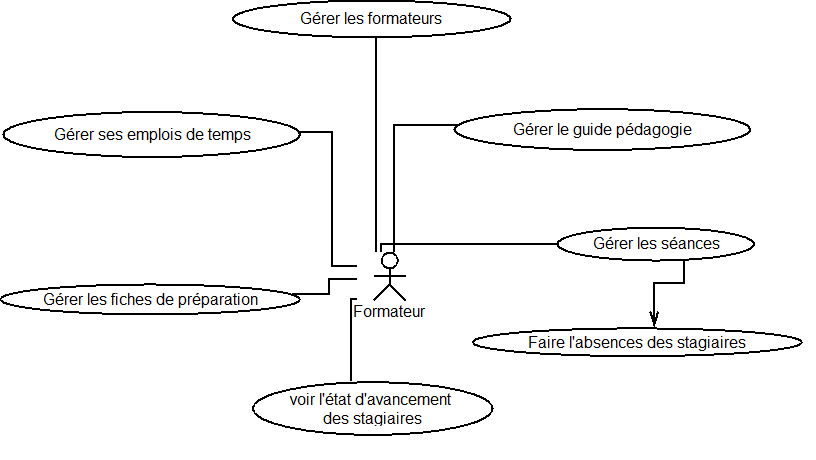 Gérer les formateurs
Gérer ses emplois de temps
Gérer le guide pédagogie
Gérer les séances
Gérer les fiches de préparation
Formateur
Faire l'absences des stagiaires
voir l'état d'avancement
des stagiaires